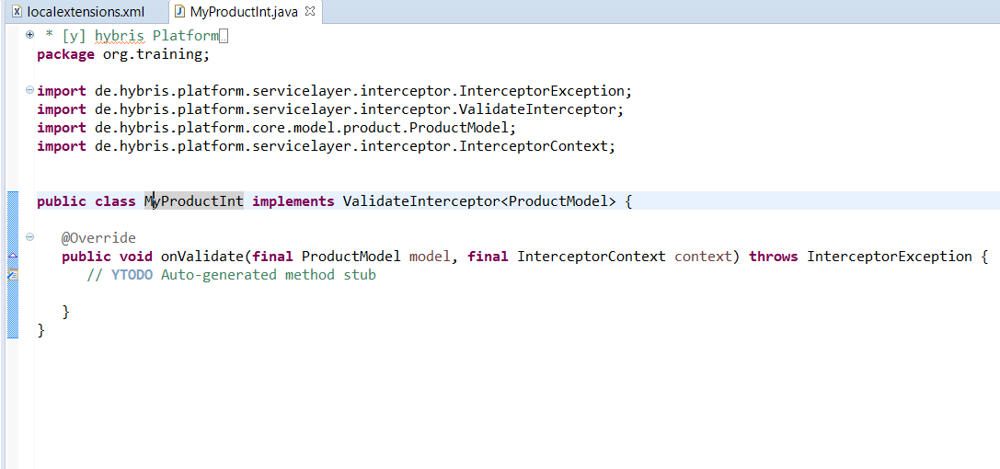 localextensions.xml
MyProductInt.java
* [y] hybris Platform
package org.training;
import de.hybris.platform.servicelayer.interceptor.InterceptorException;
import de.hybris.platform.servicelayer.interceptor.ValidateInterceptor;
import de.hybris.platform.core.model.product.ProductModel;
import de.hybris.platform.servicelayer.interceptor.InterceptorContext;
public class MyProductInt implements ValidateInterceptor<ProductModel> {
@Override
public void onValidate(final ProductModel model, final InterceptorContext context) throws InterceptorException {
// YTODO Auto-generated method stub
}
}